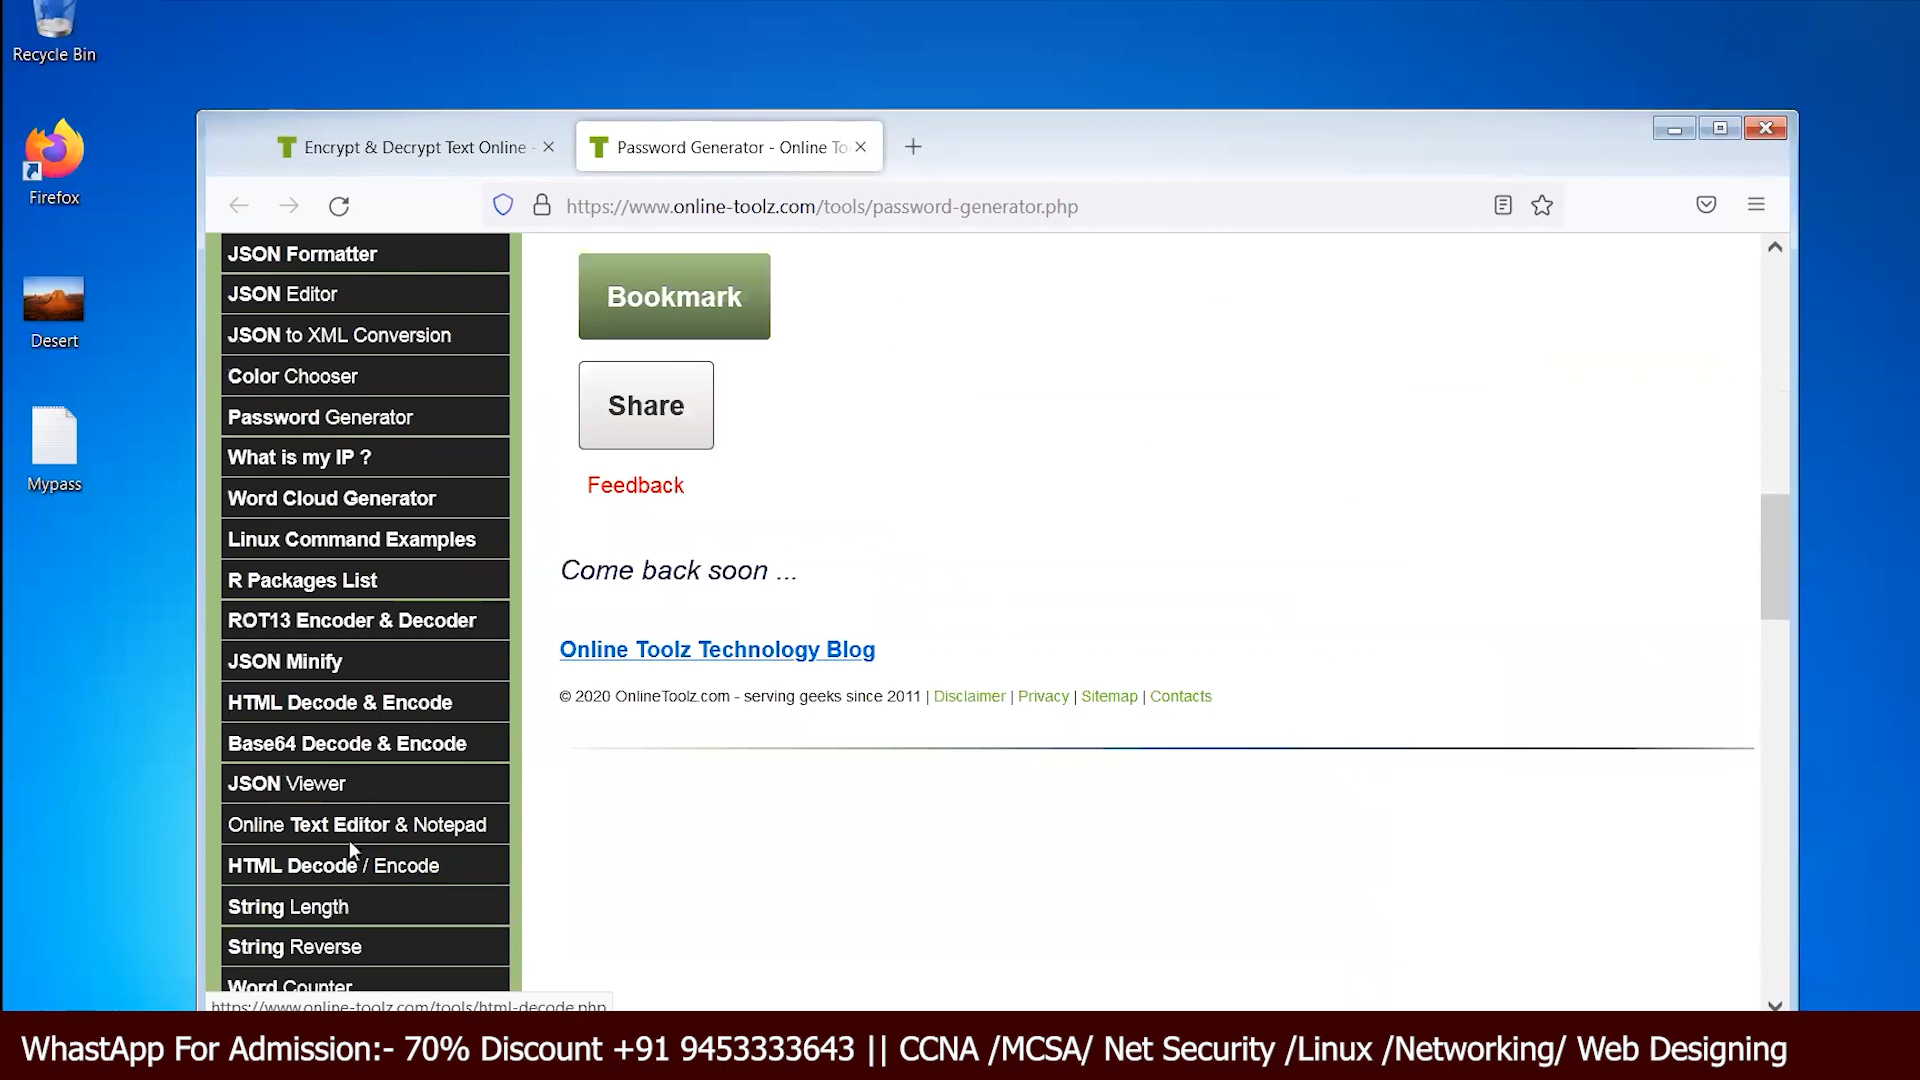 Recycle Bin
Firefox
Desert
Mypass
Encrypt & Decrypt Text Online -
Password Generator - Online To
https://www.online-toolz.com/tools/password-generator.php
JSON Formatter
JSON Editor
JSON to XML Conversion
Color Chooser
Password Generator
What is my IP ?
Word Cloud Generator
Linux Command Examples
R Packages List
ROT13 Encoder & Decoder
JSON Minify
HTML Decode & Encode
Base64 Decode & Encode
JSON Viewer
Online Text Editor & Notepad
HTML Decode / Encode
String Length
String Reverse
Word Counter
https://www.online-toolz.com/tools/html-decode.php
Bookmark
Share
Feedback
Come back soon ...
Online Toolz Technology Blog
© 2020 OnlineToolz.com - serving geeks since 2011 | Disclaimer | Privacy | Sitemap | Contacts
WhastApp For Admission:- 70% Discount +91 9453333643 || CCNA /MCSA/ Net Security /Linux /Networking/ Web Designing